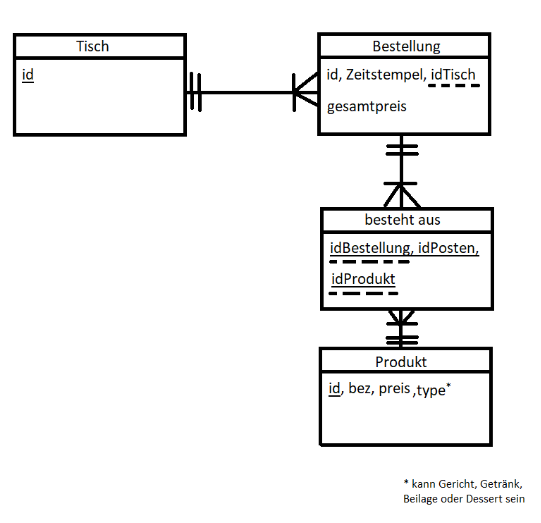 Tisch
id
Bestellung
id, Zeitstempel, idTisch
gesamtpreis
besteht aus
idBestellung, idPosten,
idProdukt
Produkt
id, bez, preis ,type*
* kann Gericht, Getränk,
Beilage oder Dessert sein